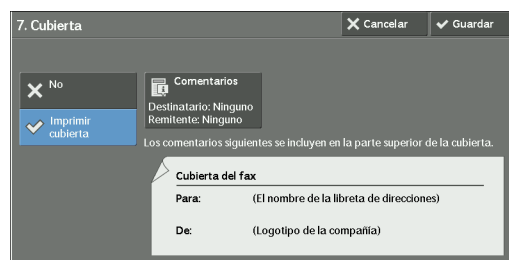 7. Cubierta
Cancelar
Guardar
No
Imprimir
cubierta
Comentarios
Destinatario: Ninguno
Remitente: Ninguno
Los comentarios siguientes se incluyen en la parte superior de la cubierta.
Cubierta del fax
Para: (El nombre de la libreta de direcciones)
De: (Logotipo de la compañía)